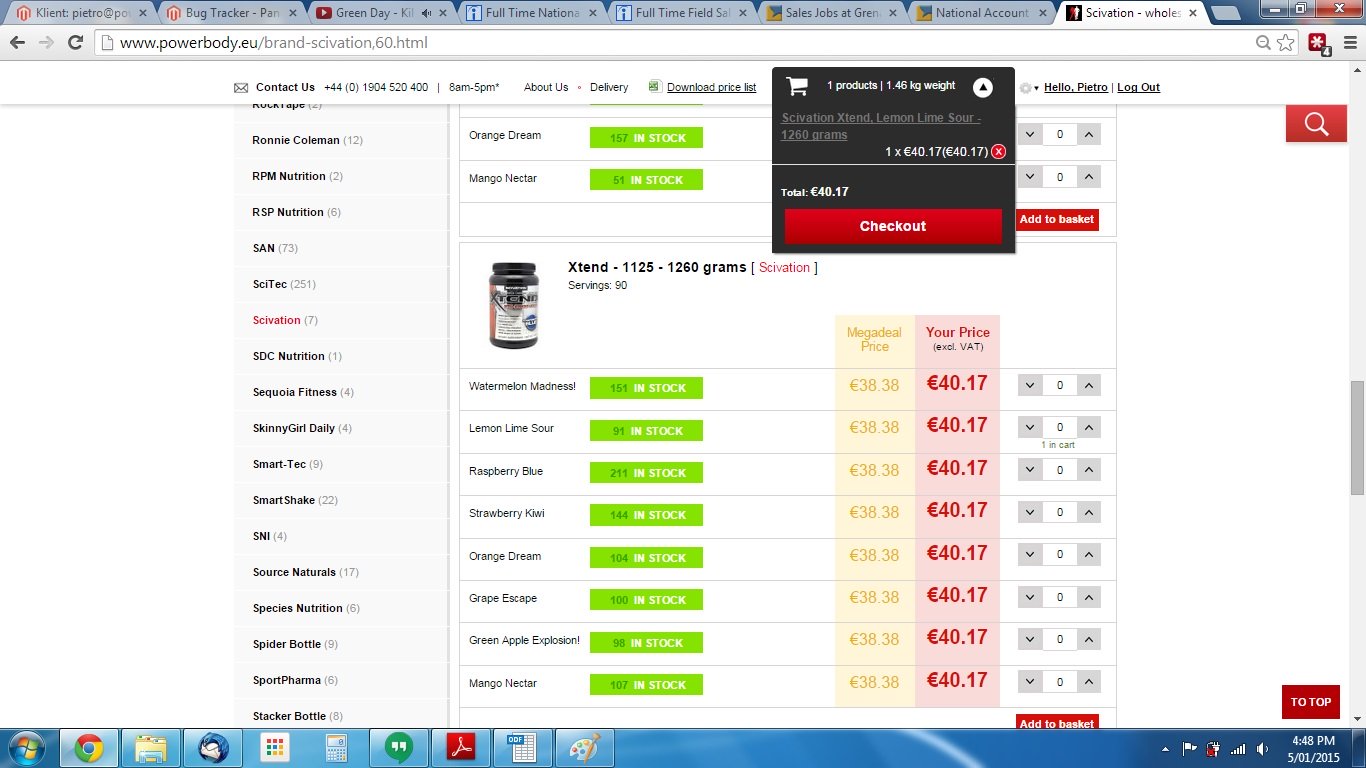 Klient: pietro@po
Bug Tracker - Pan
Green Day - Kil
Full Time Nationa
Full Time Field Sal
Sales Jobs at Gren
National Account
Scivation - wholes
www.powerbody.eu/brand-scivation,60.html
4
Contact Us +44 (0) 1904 520 400 | 8am-5pm* About Us • Delivery Download price list
1 products | 1.46 kg weight
Hello, Pietro | Log Out
Scivation Xtend, Lemon Lime Sour -
1260 grams
1 x €40.17(€40.17) X
Total: €40.17
Checkout
RockTape (2)
Ronnie Coleman (12)
RPM Nutrition (2)
RSP Nutrition (6)
SAN (73)
SciTec (251)
Scivation (7)
SDC Nutrition (1)
Sequoia Fitness (4)
SkinnyGirl Daily (4)
Smart-Tec (9)
SmartShake (22)
SNI (4)
Source Naturals (17)
Species Nutrition (6)
Spider Bottle (9)
SportPharma (6)
Stacker Bottle (8)
Orange Dream 157 IN STOCK 0
Mango Nectar 51 IN STOCK 0
Add to basket
XTEND
Xtend - 1125 - 1260 grams [ Scivation ]
Servings: 90
Megadeal
Price
Your Price
(excl. VAT)
Watermelon Madness! 151 IN STOCK €38.38 €40.17 0
Lemon Lime Sour 91 IN STOCK €38.38 €40.17 0
1 in cart
Raspberry Blue 211 IN STOCK €38.38 €40.17 0
Strawberry Kiwi 144 IN STOCK €38.38 €40.17 0
Orange Dream 104 IN STOCK €38.38 €40.17 0
Grape Escape 100 IN STOCK €38.38 €40.17 0
Green Apple Explosion! 98 IN STOCK €38.38 €40.17 0
Mango Nectar 107 IN STOCK €38.38 €40.17 0
Add to basket
TO TOP
ODF
4:48 PM
5/01/2015